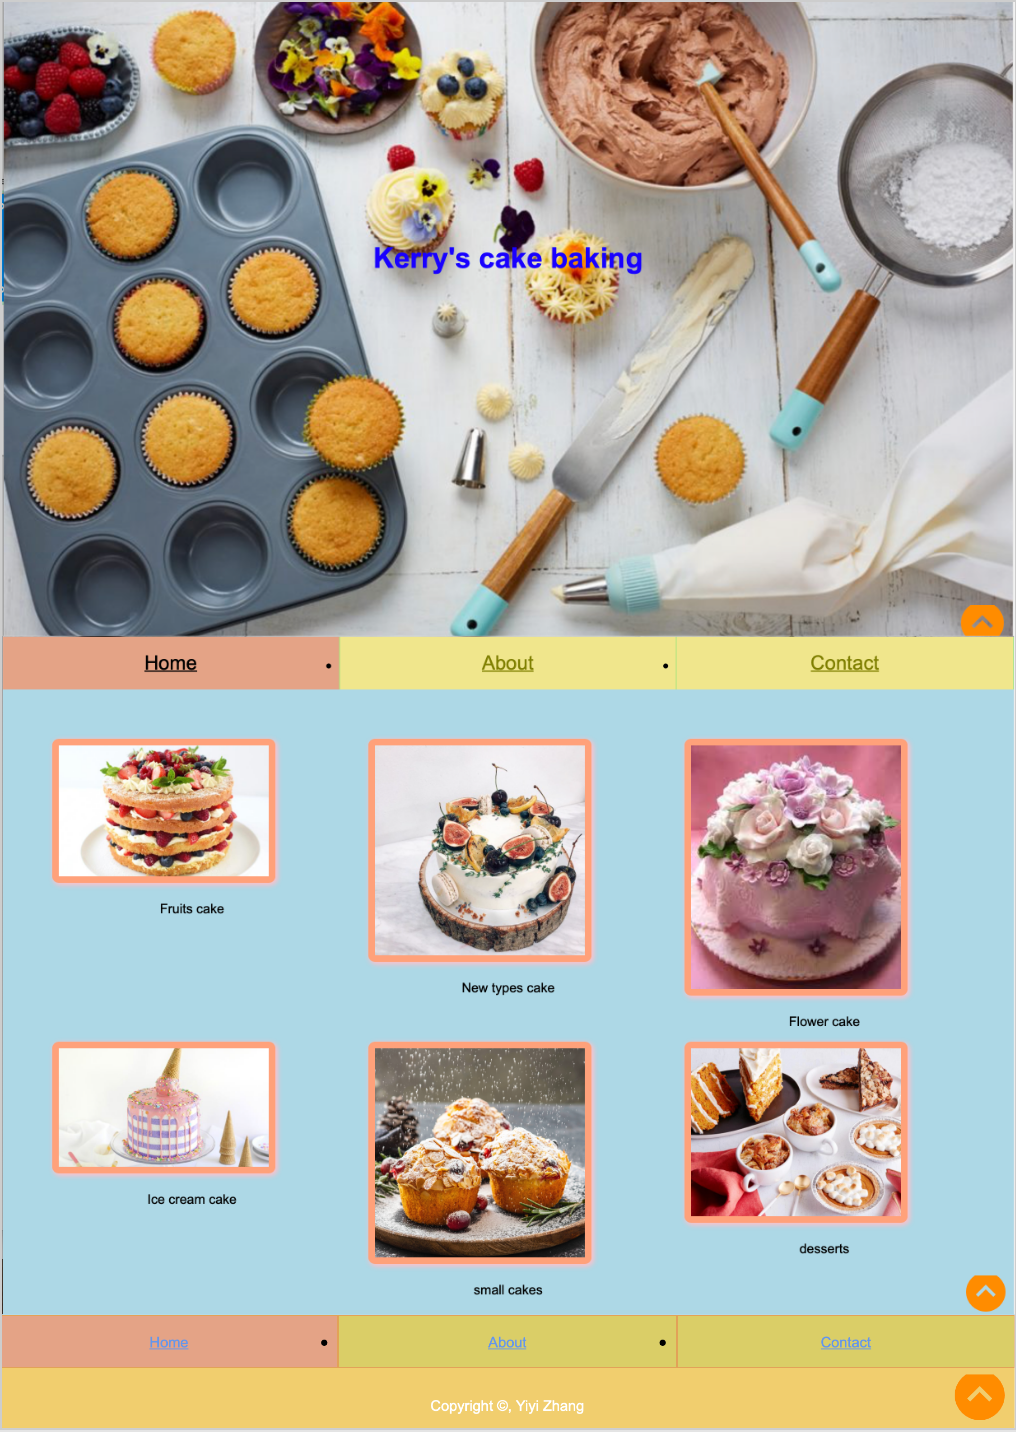 Kerry's cake baking
Home
About
Contact
Fruits cake
New types cake
Flower cake
Ice cream cake
small cakes
desserts
Home
About
Contact
Copyright ©, Yiyi Zhang